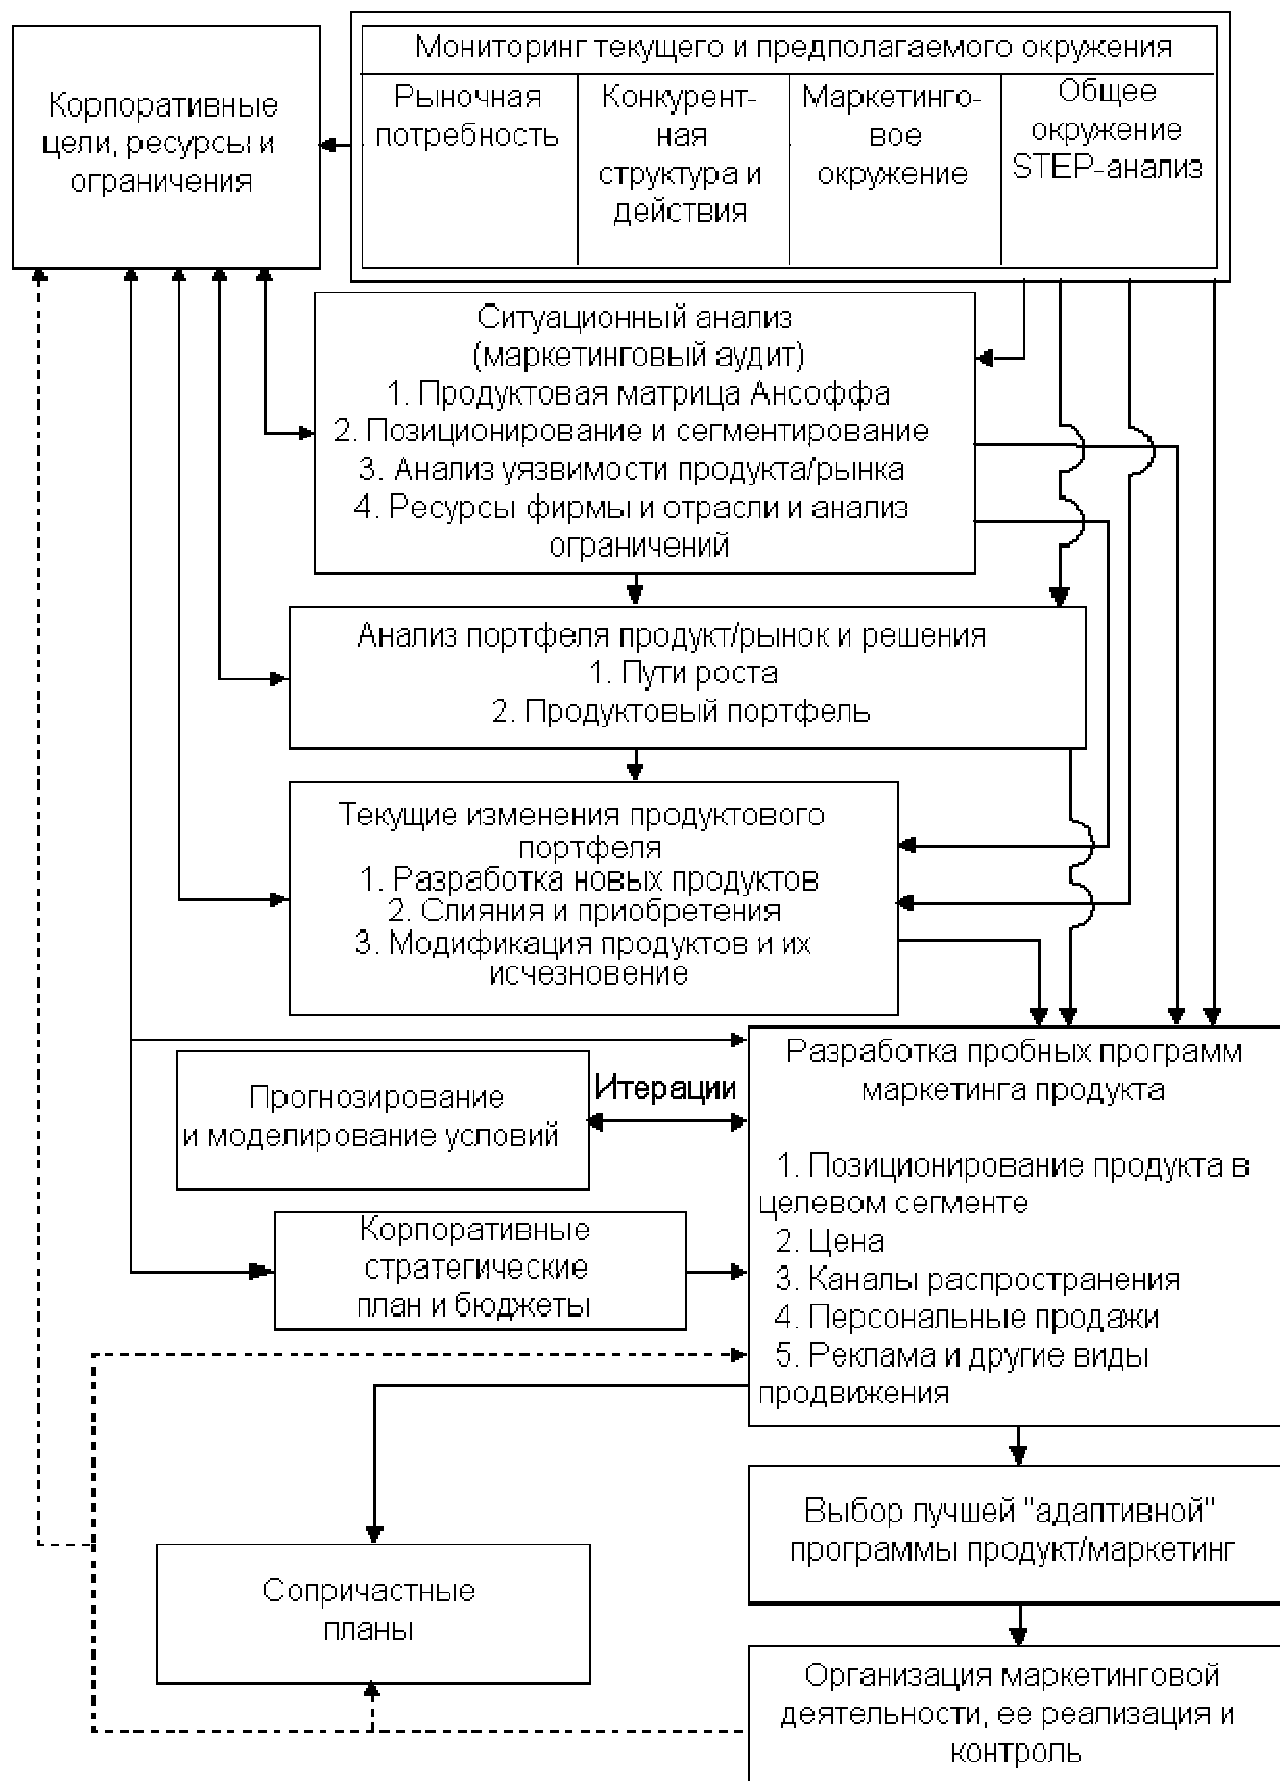 Корпоративные
цели, ресурсы и
ограничения
Мониторинг текущего и предполагаемого окружения
Рыночная
потребность
Конкурент-
ная
структура и
действия
Маркетинго-
вое
окружение
Общее
окружение
STEP-анализ
Ситуационный анализ
(маркетинговый аудит)
1. Продуктовая матрица Ансоффа
2. Позиционирование и сегментирование
3. Анализ уязвимости продукта/рынка
4. Ресурсы фирмы и отрасли и анализ
ограничений
Анализ портфеля продукт/рынок и решения
1. Пути роста
2. Продуктовый портфель
Текущие изменения продуктового
портфеля
1. Разработка новых продуктов
2. Слияния и приобретения
3. Модификация продуктов и их
исчезновение
Прогнозирование
и моделирование условий
Итерации
Разработка пробных программ
маркетинга продукта
1. Позиционирование продукта в
целевом сегменте
2. Цена
3. Каналы распространения
4. Персональные продажи
5. Реклама и другие виды
продвижения
Корпоративные
стратегические
план и бюджеты
Выбор лучшей "адаптивной"
программы продукт/маркетинг
Сопричастные
планы
Организация маркетинговой
деятельности, ее реализация и
контроль